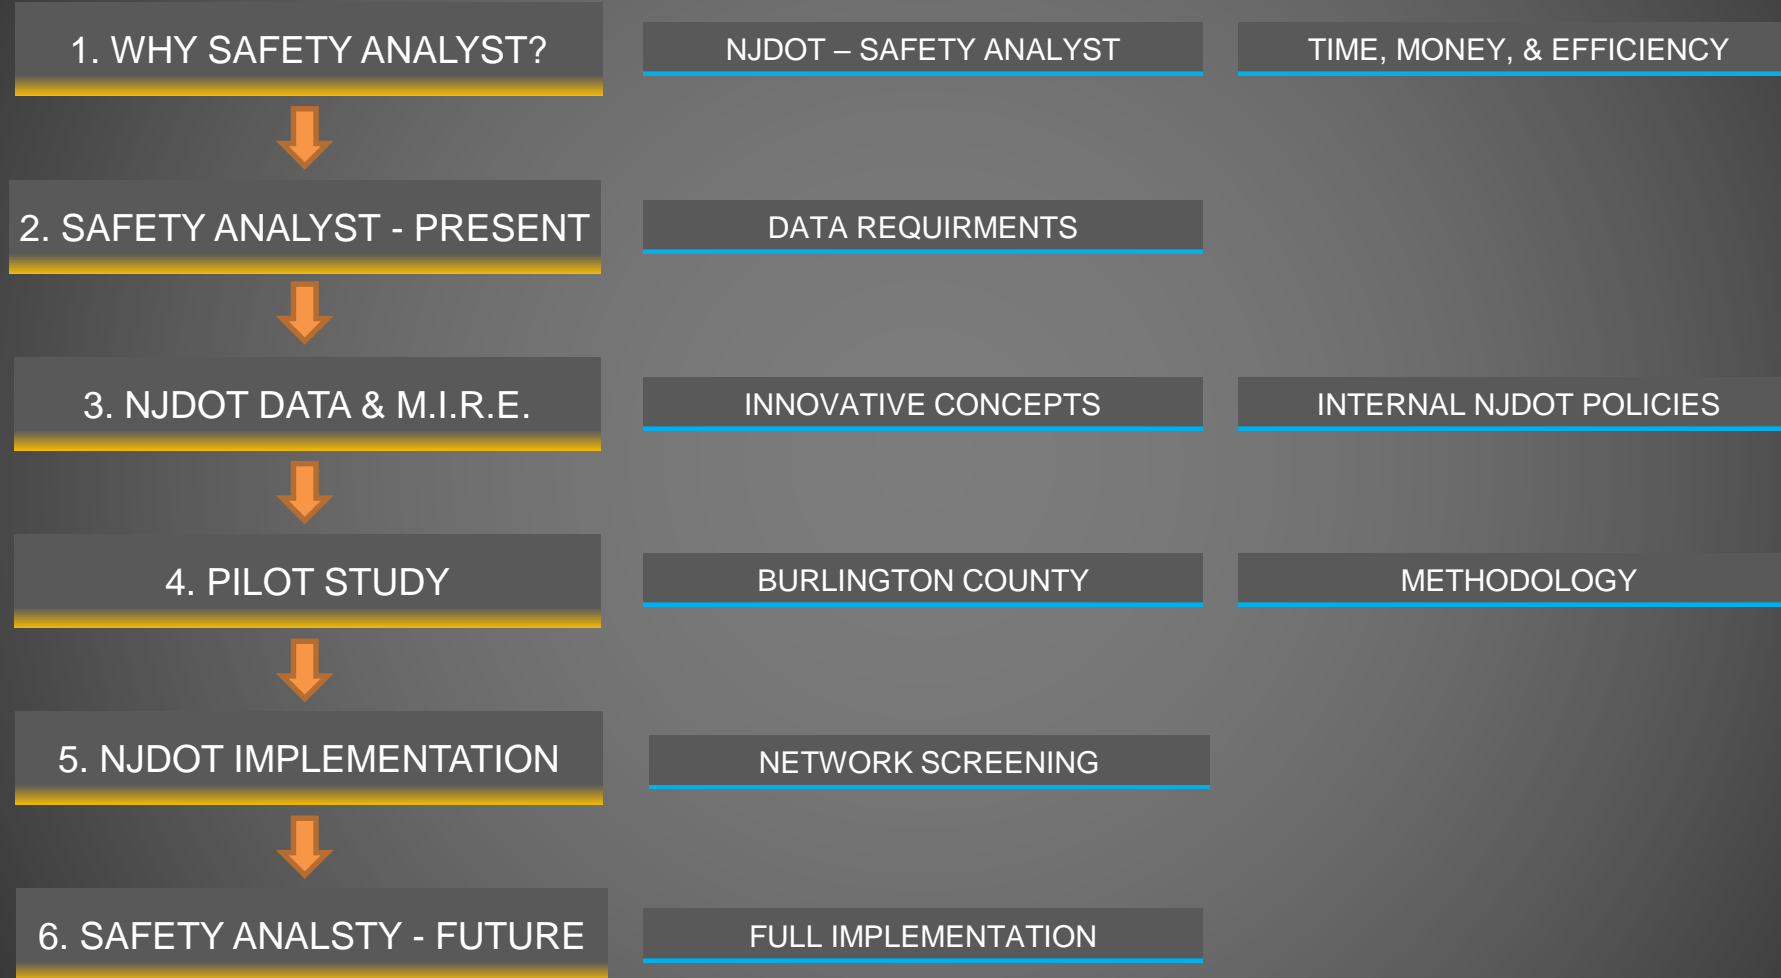 1. WHY SAFETY ANALYST?
NJDOT – SAFETY ANALYST
TIME, MONEY, & EFFICIENCY
2. SAFETY ANALYST - PRESENT
DATA REQUIRMENTS
3. NJDOT DATA & M.I.R.E.
INNOVATIVE CONCEPTS
INTERNAL NJDOT POLICIES
4. PILOT STUDY
BURLINGTON COUNTY
METHODOLOGY
5. NJDOT IMPLEMENTATION
NETWORK SCREENING
6. SAFETY ANALSTY - FUTURE
FULL IMPLEMENTATION